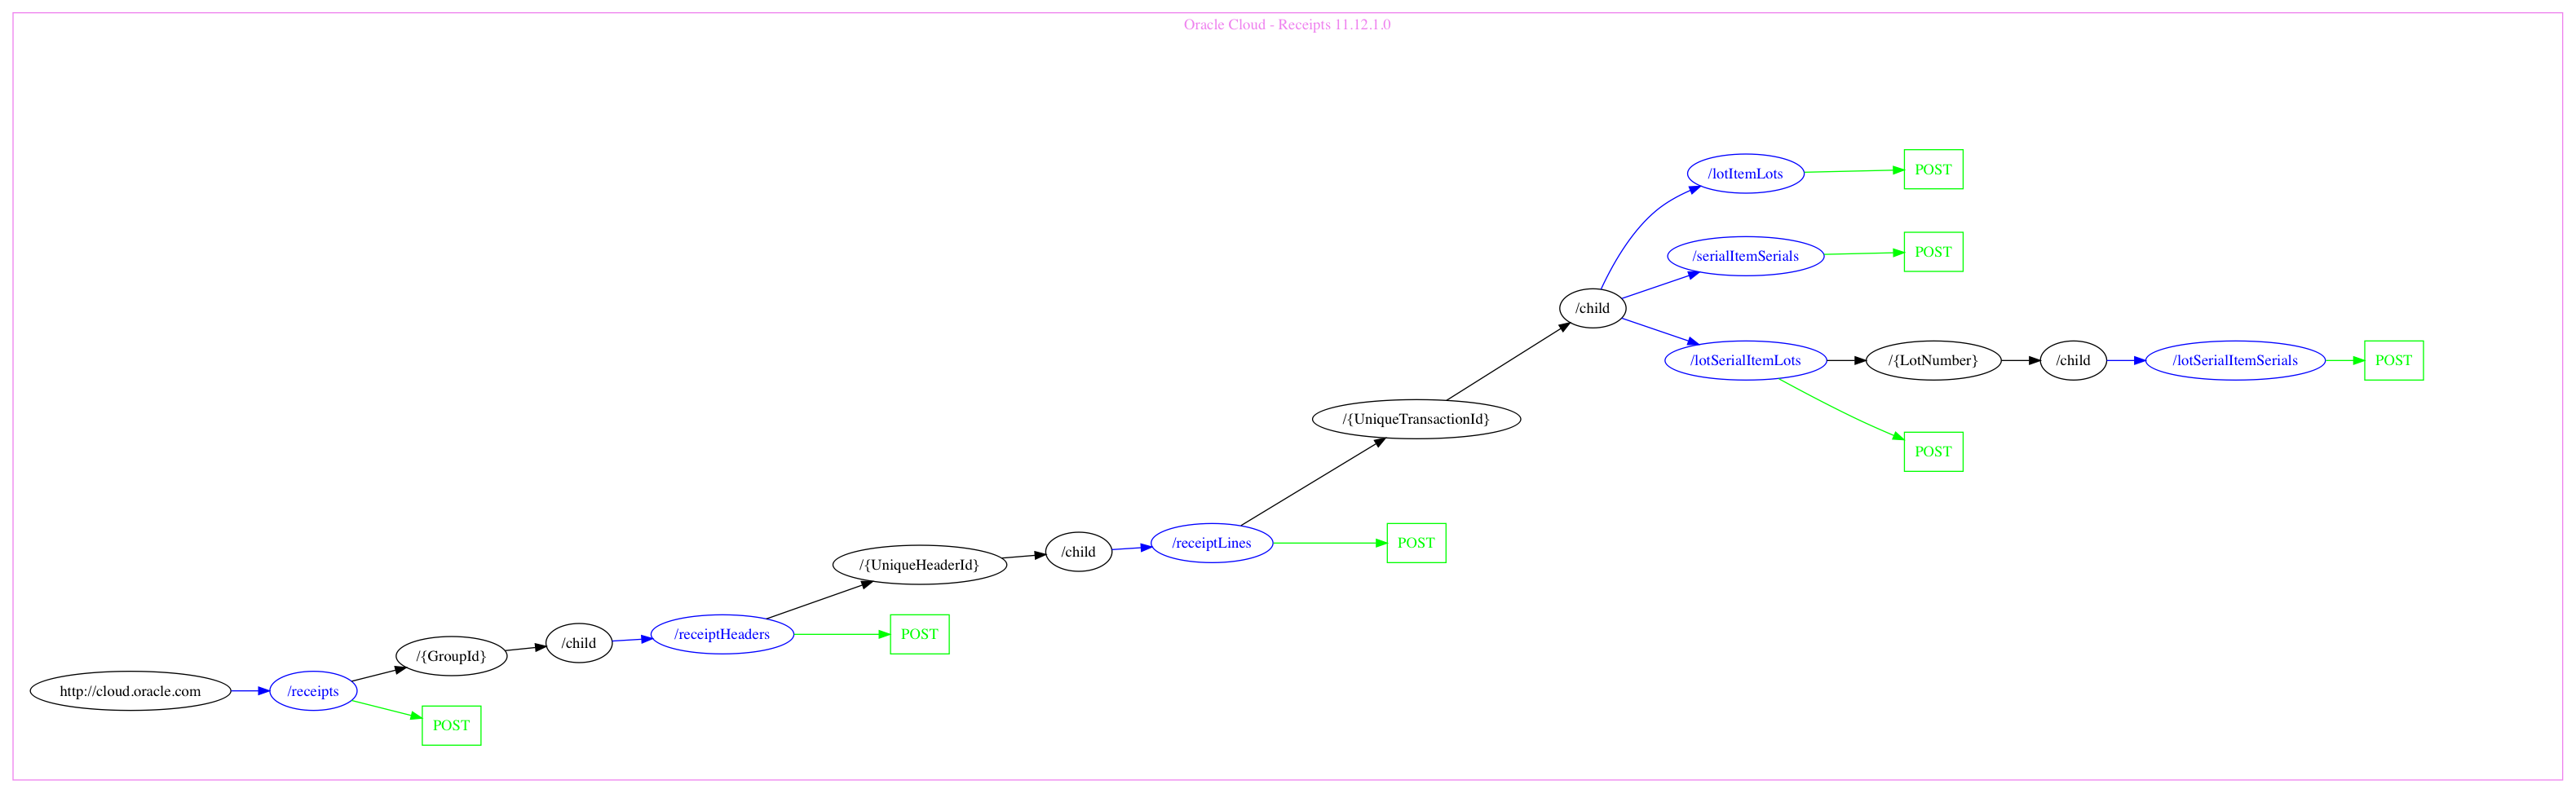 Oracle Cloud - Receipts 11.12.1.0
/lotItemLots
POST
/serialItemSerials
POST
/child
/lotSerialItemLots
/{LotNumber}
/child
/lotSerialItemSerials
POST
/{UniqueTransactionId}
POST
/child
/receiptLines
POST
/{UniqueHeaderId}
/receiptHeaders
POST
/{GroupId}
/child
http://cloud.oracle.com
/receipts
POST